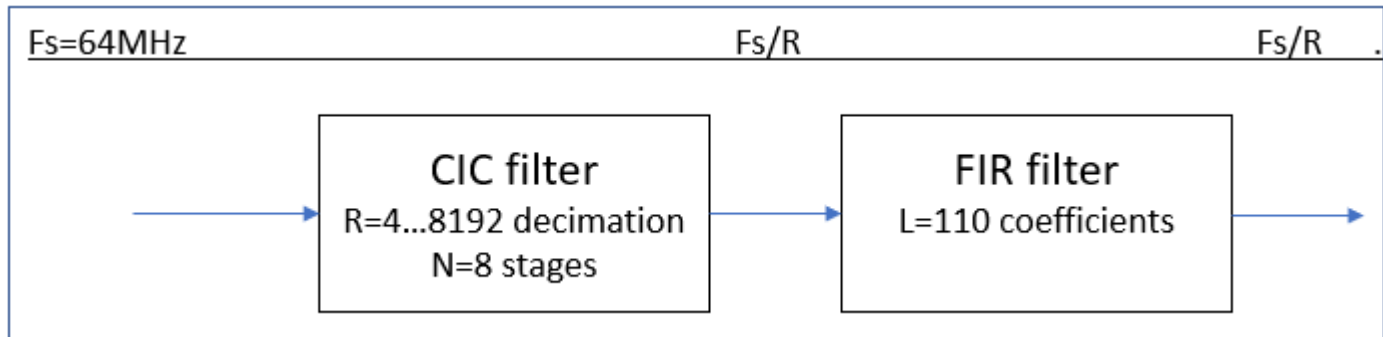 Fs=64MHz Fs/R Fs/R .
CIC filter
R=4...8192 decimation
N=8 stages
FIR filter
L=110 coefficients